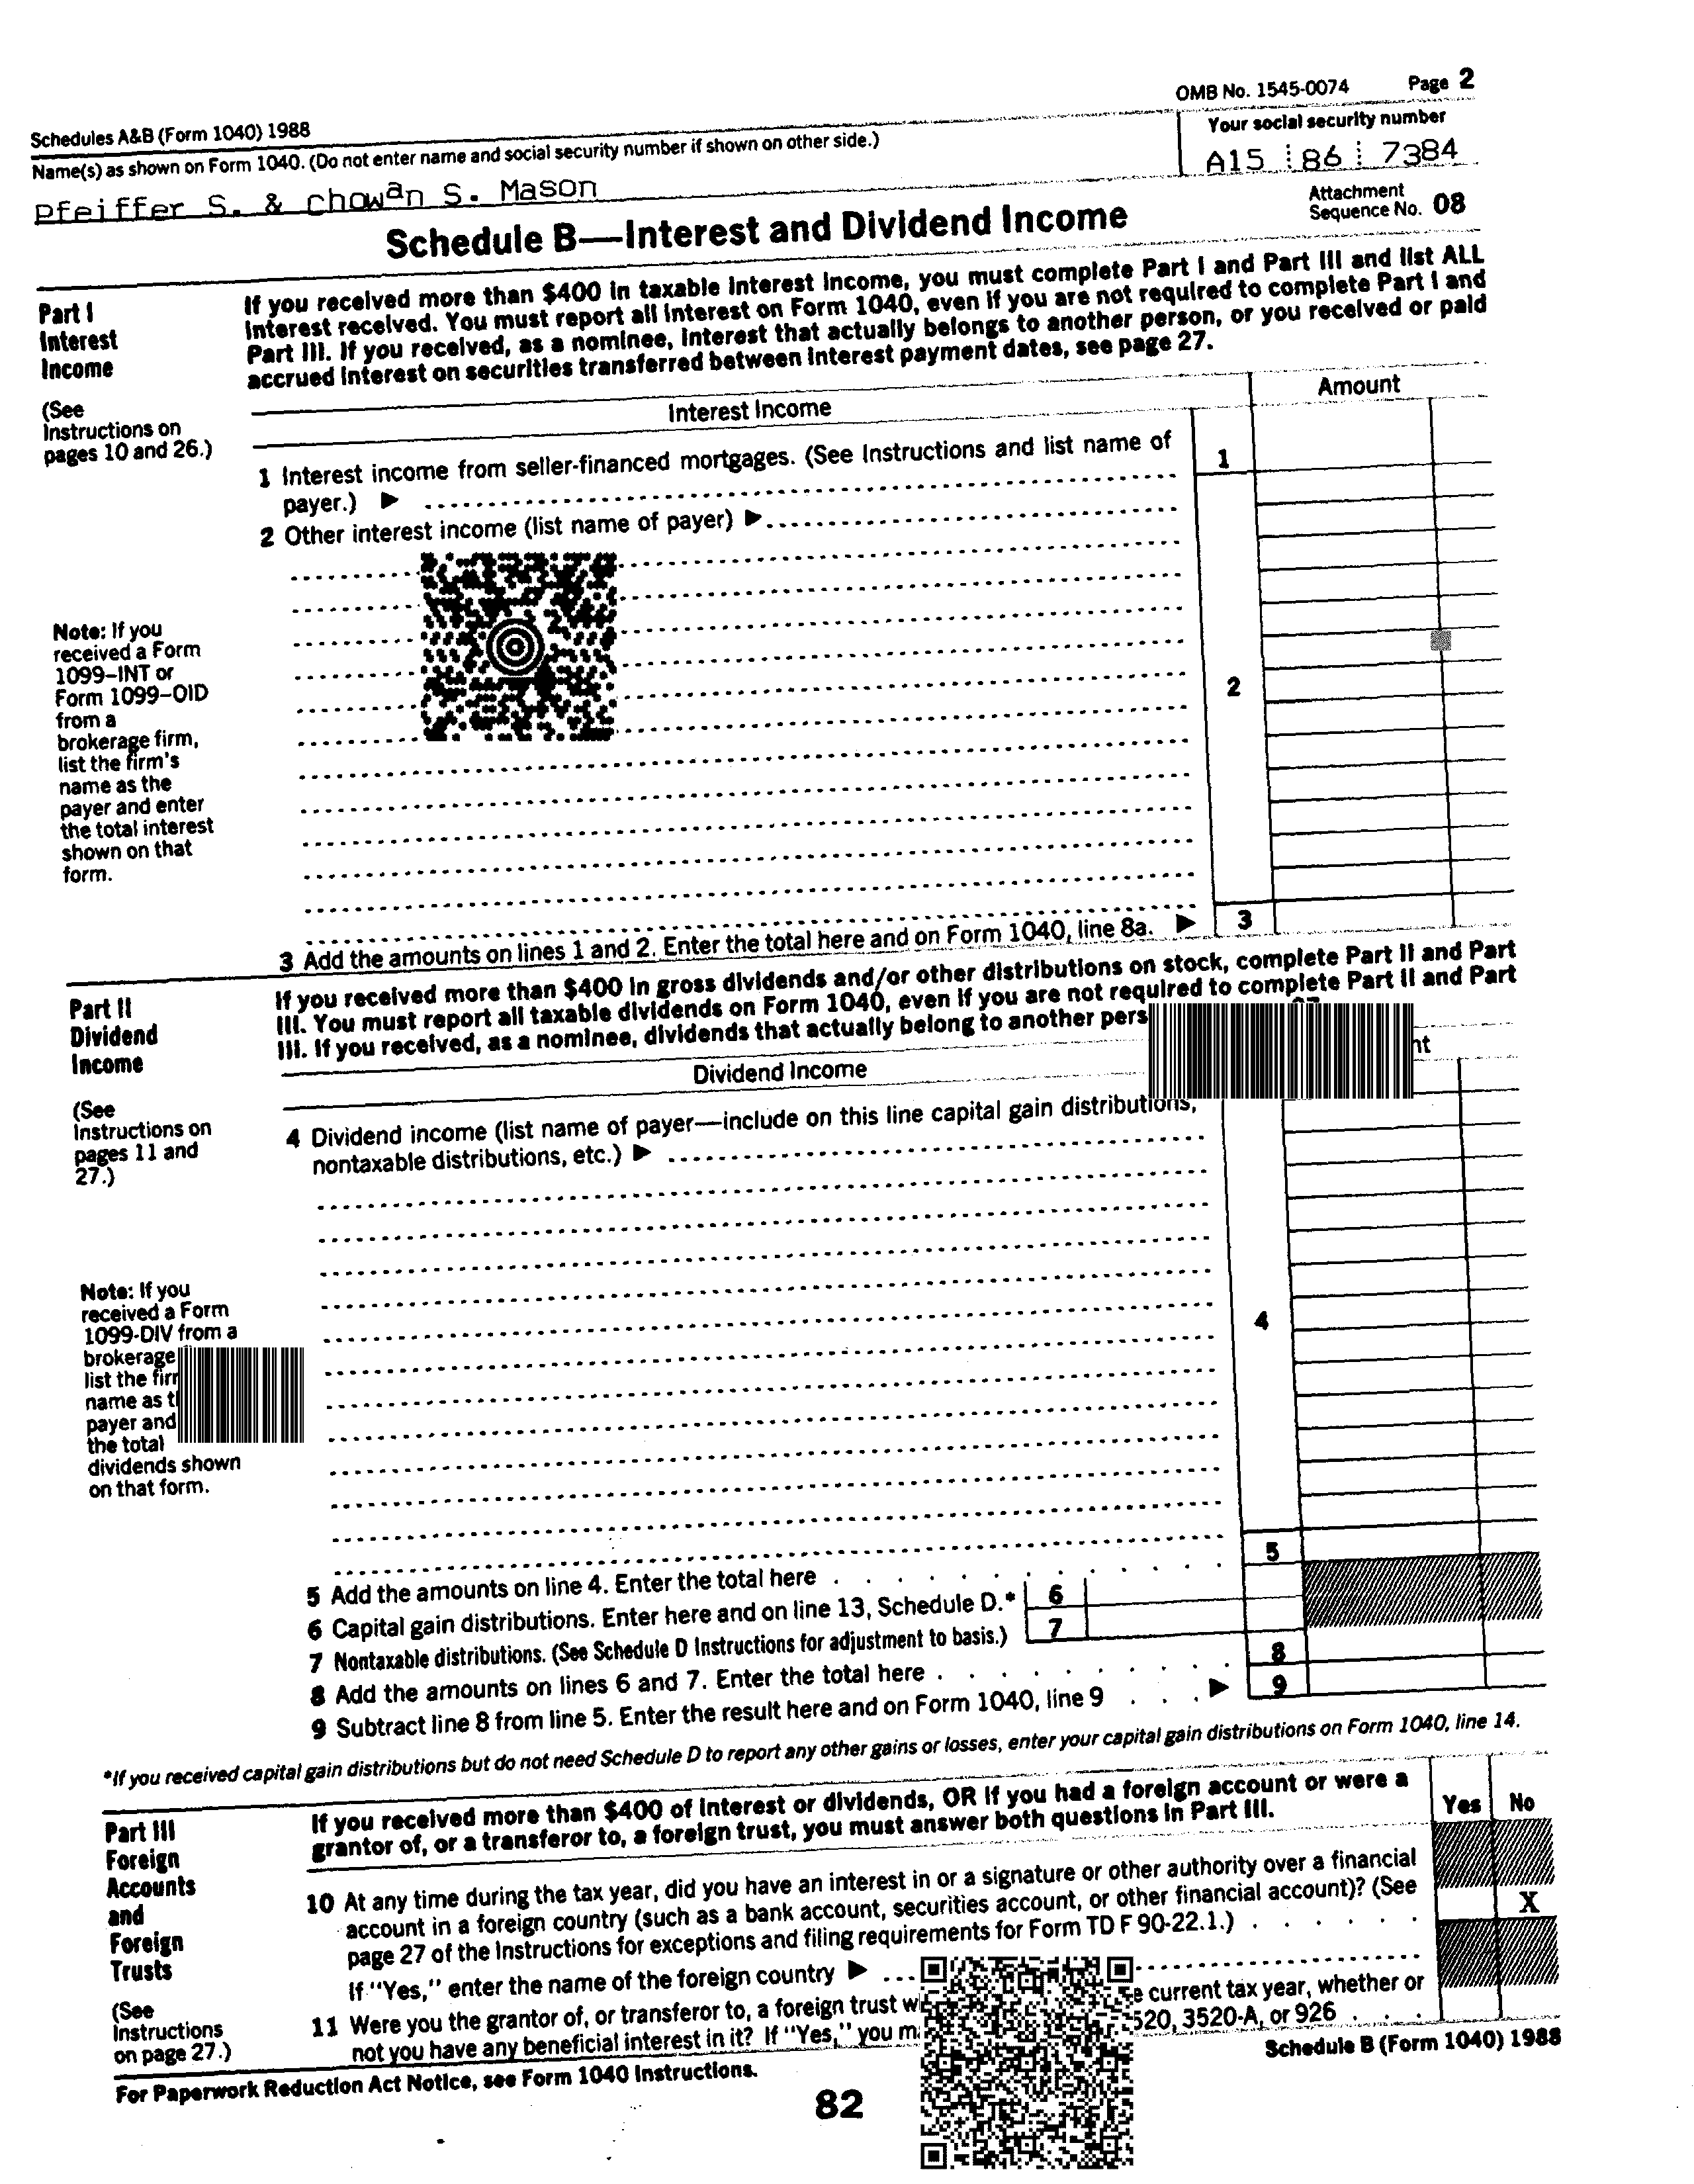 OMB No. 1545-0074 Page 2
Schedules A&B (Form 1040) 1988
Name(s) as shown on Form 1040. (Do not enter name and social security number if shown on other side.)
Your social security number
Pfeiffer S. & chowan S. Mason
A15 86 7384
Schedule B—Interest and Dividend Income
Attachment
Sequence No. 08
Part I
Interest
Income
(See
Instructions on
pages 10 and 26.)
If you received more than $400 in taxable interest income, you must complete Part I and Part III and list ALL
interest received. You must report all interest on Form 1040, even if you are not required to complete Part I and
Part III. If you received, as a nominee, interest that actually belongs to another person, or you received or paid
accrued interest on securities transferred between interest payment dates, see page 27.
Interest Income
Amount
1 Interest income from seller-financed mortgages. (See Instructions and list name of
payer.) ▶
1
2 Other interest income (list name of payer) ▶
Note: If you
received a Form
1099–INT or
Form 1099–OID
from a
brokerage firm,
list the firm's
name as the
payer and enter
the total interest
shown on that
form.
2
3 Add the amounts on lines 1 and 2. Enter the total here and on Form 1040, line 8a. ▶ 3
Part II
Dividend
Income
(See
Instructions on
pages 11 and
27.)
If you received more than $400 in gross dividends and/or other distributions on stock, complete Part II and Part
III. You must report all taxable dividends on Form 1040, even if you are not required to complete Part II and Part
III. If you received, as a nominee, dividends that actually belong to another
Dividend Income
4 Dividend income (list name of payer—include on this line capital gain distributions,
nontaxable distributions, etc.) ▶
Note: If you
received a Form
1099-DIV from a
brokerage
list the
name as
payer and
the total
dividends shown
on that form.
4
5 Add the amounts on line 4. Enter the total here 5
6 Capital gain distributions. Enter here and on line 13, Schedule D.* 6
7 Nontaxable distributions. (See Schedule D Instructions for adjustment to basis.) 7
8 Add the amounts on lines 6 and 7. Enter the total here 8
9 Subtract line 8 from line 5. Enter the result here and on Form 1040, line 9 ▶ 9
*If you received capital gain distributions but do not need Schedule D to report any other gains or losses, enter your capital gain distributions on Form 1040, line 14.
Part III
Foreign
Accounts
and
Foreign
Trusts
(See
Instructions
on page 27.)
If you received more than $400 of interest or dividends, OR if you had a foreign account or were a
grantor of, or a transferor to, a foreign trust, you must answer both questions in Part III.
Yes No
10 At any time during the tax year, did you have an interest in or a signature or other authority over a financial
account in a foreign country (such as a bank account, securities account, or other financial account)? (See
page 27 of the Instructions for exceptions and filing requirements for Form TD F 90-22.1.)
X
If "Yes," enter the name of the foreign country ▶
11 Were you the grantor of, or transferor to, a foreign trust current tax year, whether or
not you have any beneficial interest in it? If "Yes," you 3520-A, or 926
For Paperwork Reduction Act Notice, see Form 1040 Instructions.
Schedule B (Form 1040) 1988
82